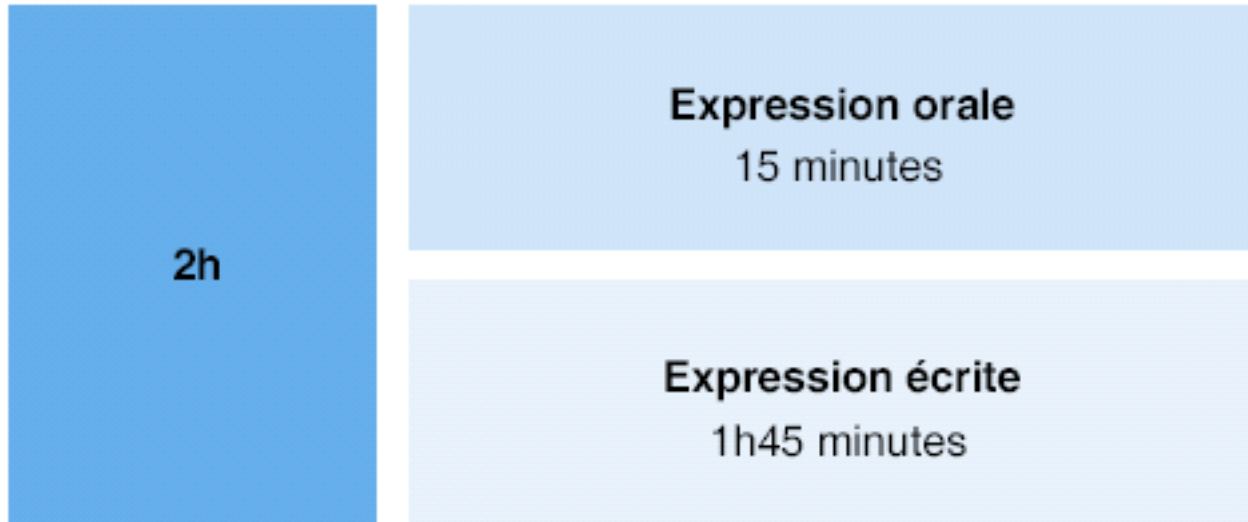 2h
Expression orale
15 minutes
Expression écrite
1h45 minutes